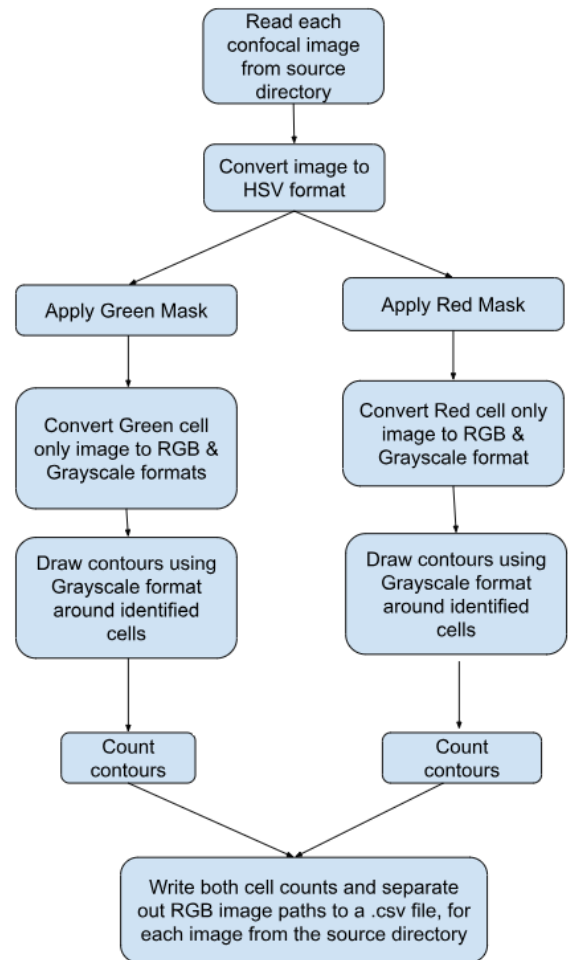 Read each
confocal image
from source
directory
Convert image to
HSV format
Apply Green Mask
Apply Red Mask
Convert Green cell
only image to RGB &
Grayscale formats
Convert Red cell only
image to RGB &
Grayscale format
Draw contours using
Grayscale format
around identified
cells
Draw contours using
Grayscale format
around identified
cells
Count
contours
Count
contours
Write both cell counts and separate
out RGB image paths to a .csv file, for
each image from the source directory